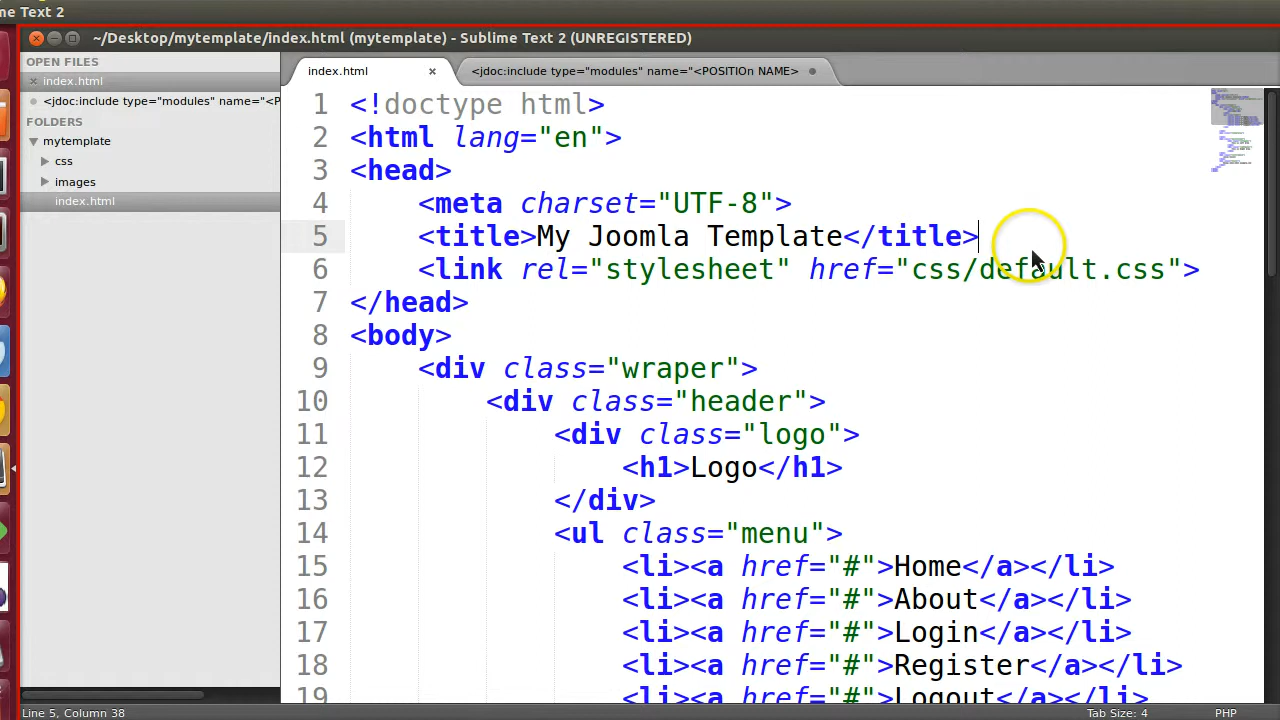 ne Text 2
~/Desktop/mytemplate/index.html (mytemplate) - Sublime Text 2 (UNREGISTERED)
OPEN FILES
index.html
<jdoc:include type="modules" name="<P
FOLDERS
mytemplate
css
images
index.html
index.html
<jdoc:include type="modules" name="<POSITIOn NAME>
1 <!doctype html>
2 <html lang="en">
3 <head>
4 <meta charset="UTF-8">
5 <title>My Joomla Template</title>
6 <link rel="stylesheet" href="css/default.css">
7 </head>
8 <body>
9 <div class="wraper">
10 <div class="header">
11 <div class="logo">
12 <h1>Logo</h1>
13 </div>
14 <ul class="menu">
15 <li><a href="#">Home</a></li>
16 <li><a href="#">About</a></li>
17 <li><a href="#">Login</a></li>
18 <li><a href="#">Register</a></li>
19 <li><a href="#">Logout</a></li>
Line 5, Column 38
Tab Size: 4
PHP